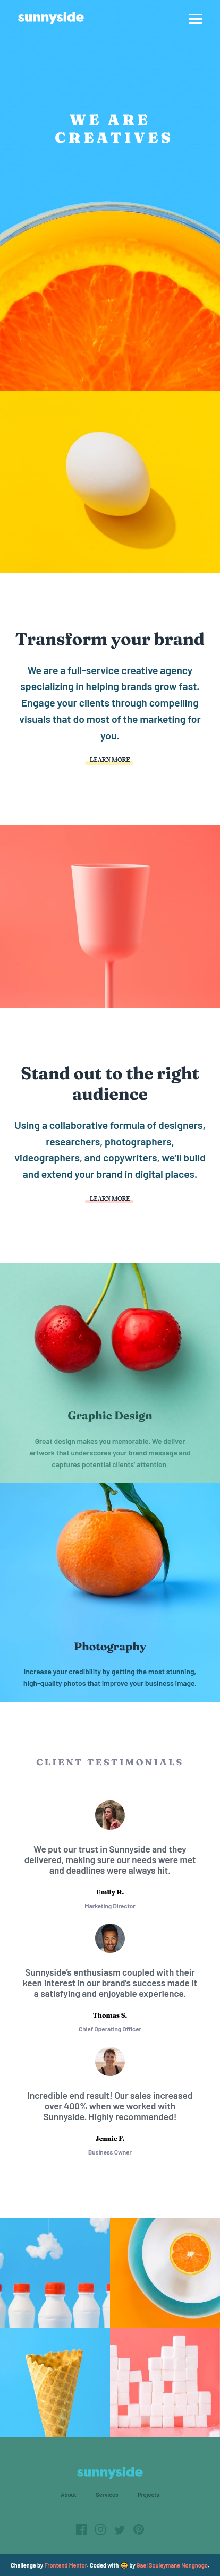 sunnyside
WE ARE
CREATIVES
Transform your brand
We are a full-service creative agency
specializing in helping brands grow fast.
Engage your clients through compelling
visuals that do most of the marketing for
you.
LEARN MORE
Stand out to the right
audience
Using a collaborative formula of designers,
researchers, photographers,
videographers, and copywriters, we'll build
and extend your brand in digital places.
LEARN MORE
Graphic Design
Great design makes you memorable. We deliver
artwork that underscores your brand message and
captures potential clients' attention.
Photography
Increase your credibility by getting the most stunning,
high-quality photos that improve your business image.
CLIENT TESTIMONIALS
We put our trust in Sunnyside and they
delivered, making sure our needs were met
and deadlines were always hit.
Emily R.
Marketing Director
Sunnyside's enthusiasm coupled with their
keen interest in our brand's success made it
a satisfying and enjoyable experience.
Thomas S.
Chief Operating Officer
Incredible end result! Our sales increased
over 400% when we worked with
Sunnyside. Highly recommended!
Jennie F.
Business Owner
sunnyside
About Services Projects
Challenge by Frontend Mentor. Coded with 😍 by Gael Souleymane Nongnogo.